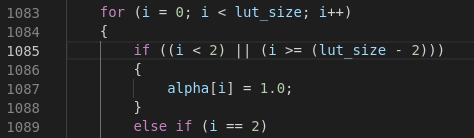 1083 for (i = 0; i < lut_size; i++)
1084 {
1085 if ((i < 2) || (i >= (lut_size - 2)))
1086 {
1087 alpha[i] = 1.0;
1088 }
1089 else if (i == 2)